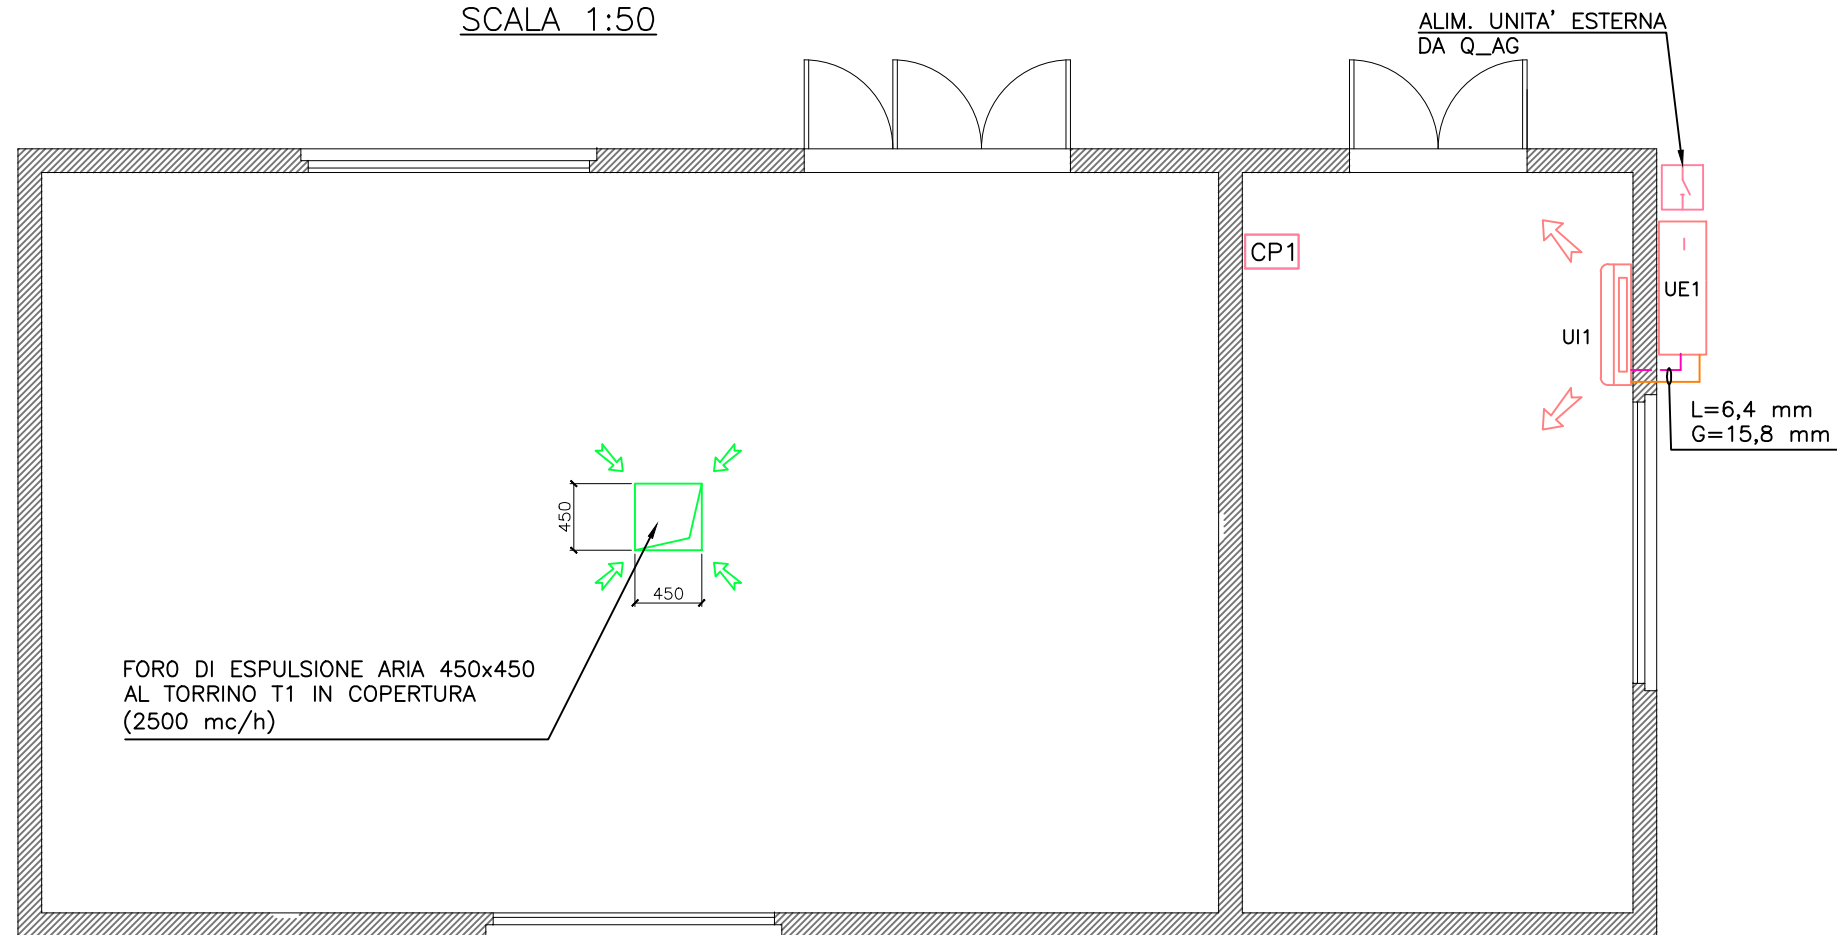 SCALA 1:50
ALIM. UNITA' ESTERNA
DA Q_AG
CP1
UE1
UI1
L=6,4 mm
G=15,8 mm
450
450
FORO DI ESPULSIONE ARIA 450x450
AL TORRINO T1 IN COPERTURA
(2500 mc/h)